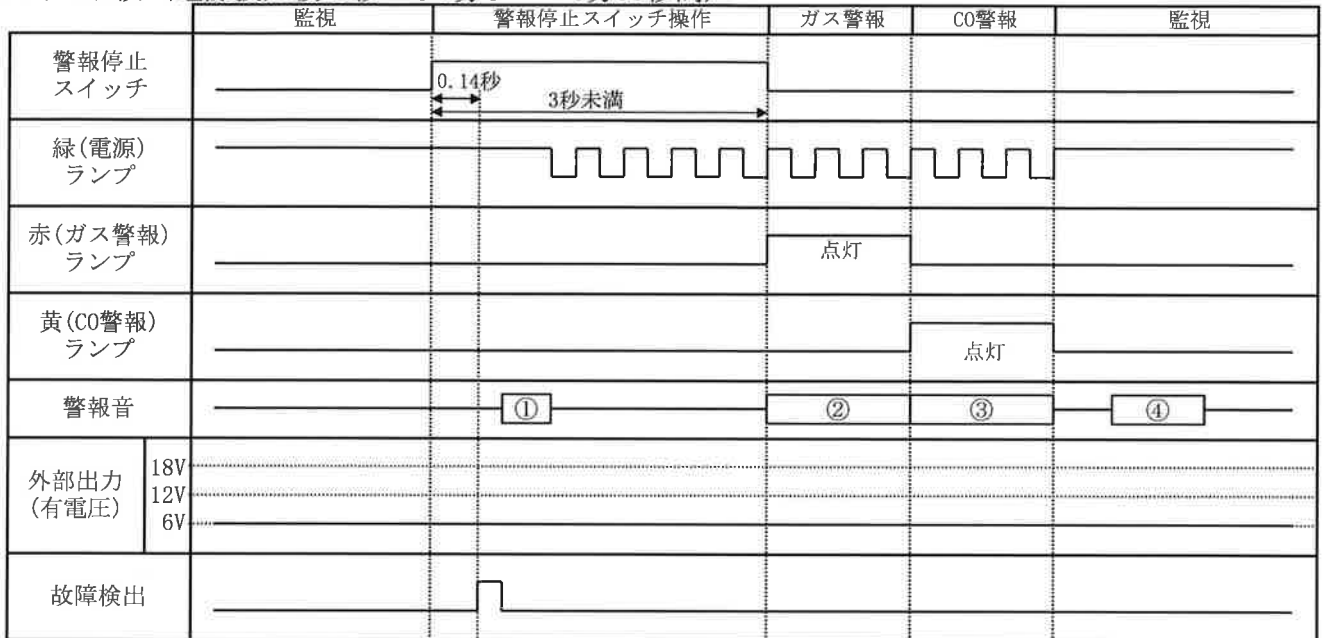 監視 警報停止スイッチ操作 ガス警報 CO警報 監視
警報停止
スイッチ
0.14秒
3秒未満
緑(電源)
ランプ
赤(ガス警報)
ランプ
点灯
黄(CO警報)
ランプ
点灯
警報音
① ② ③ ④
外部出力
(有電圧)
18V
12V
6V
故障検出